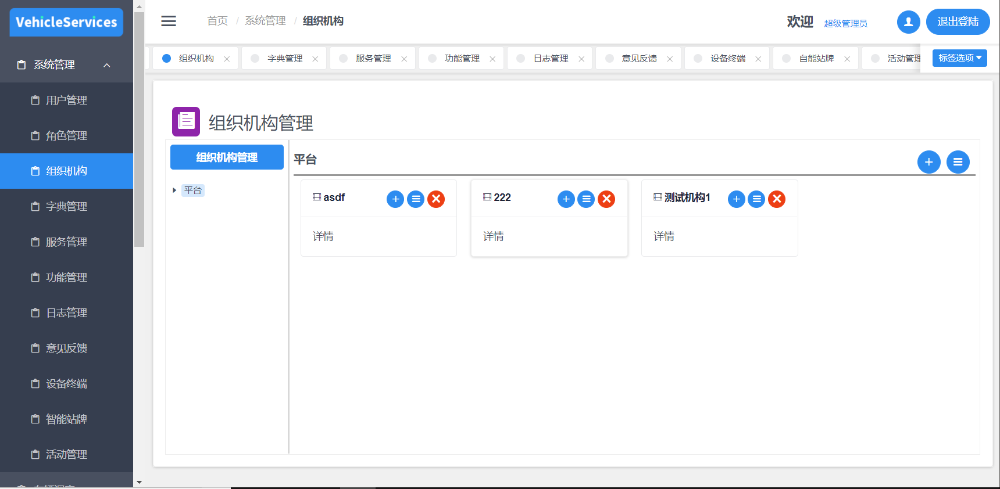 VehicleServices
首页 / 系统管理 / 组织机构
欢迎 超级管理员
退出登陆
组织机构 字典管理 服务管理 功能管理 日志管理 意见反馈 设备终端 自能站牌 活动管理
标签选项
系统管理
用户管理
角色管理
组织机构
字典管理
服务管理
功能管理
日志管理
意见反馈
设备终端
智能站牌
活动管理
组织机构管理
组织机构管理
平台
平台
asdf
详情
222
详情
测试机构1
详情